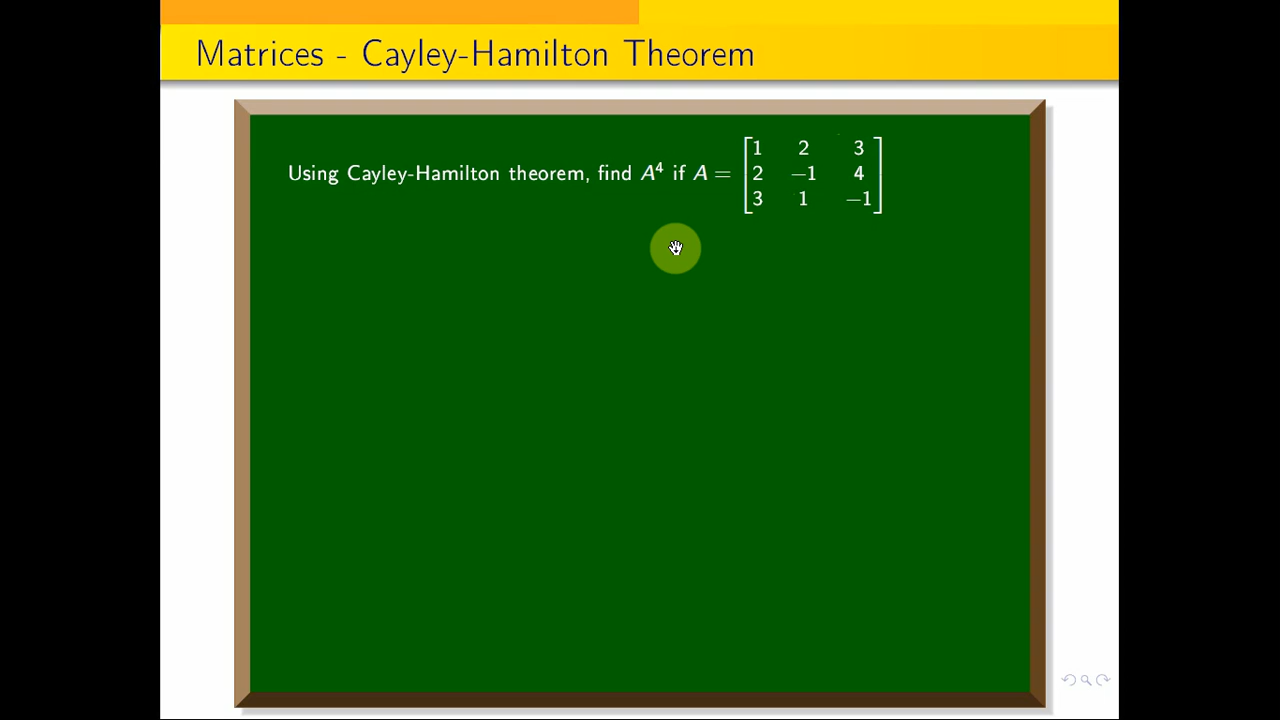 Matrices - Cayley-Hamilton Theorem
Using Cayley-Hamilton theorem, find A⁴ if A = [1 2 3
2 −1 4
3 1 −1]